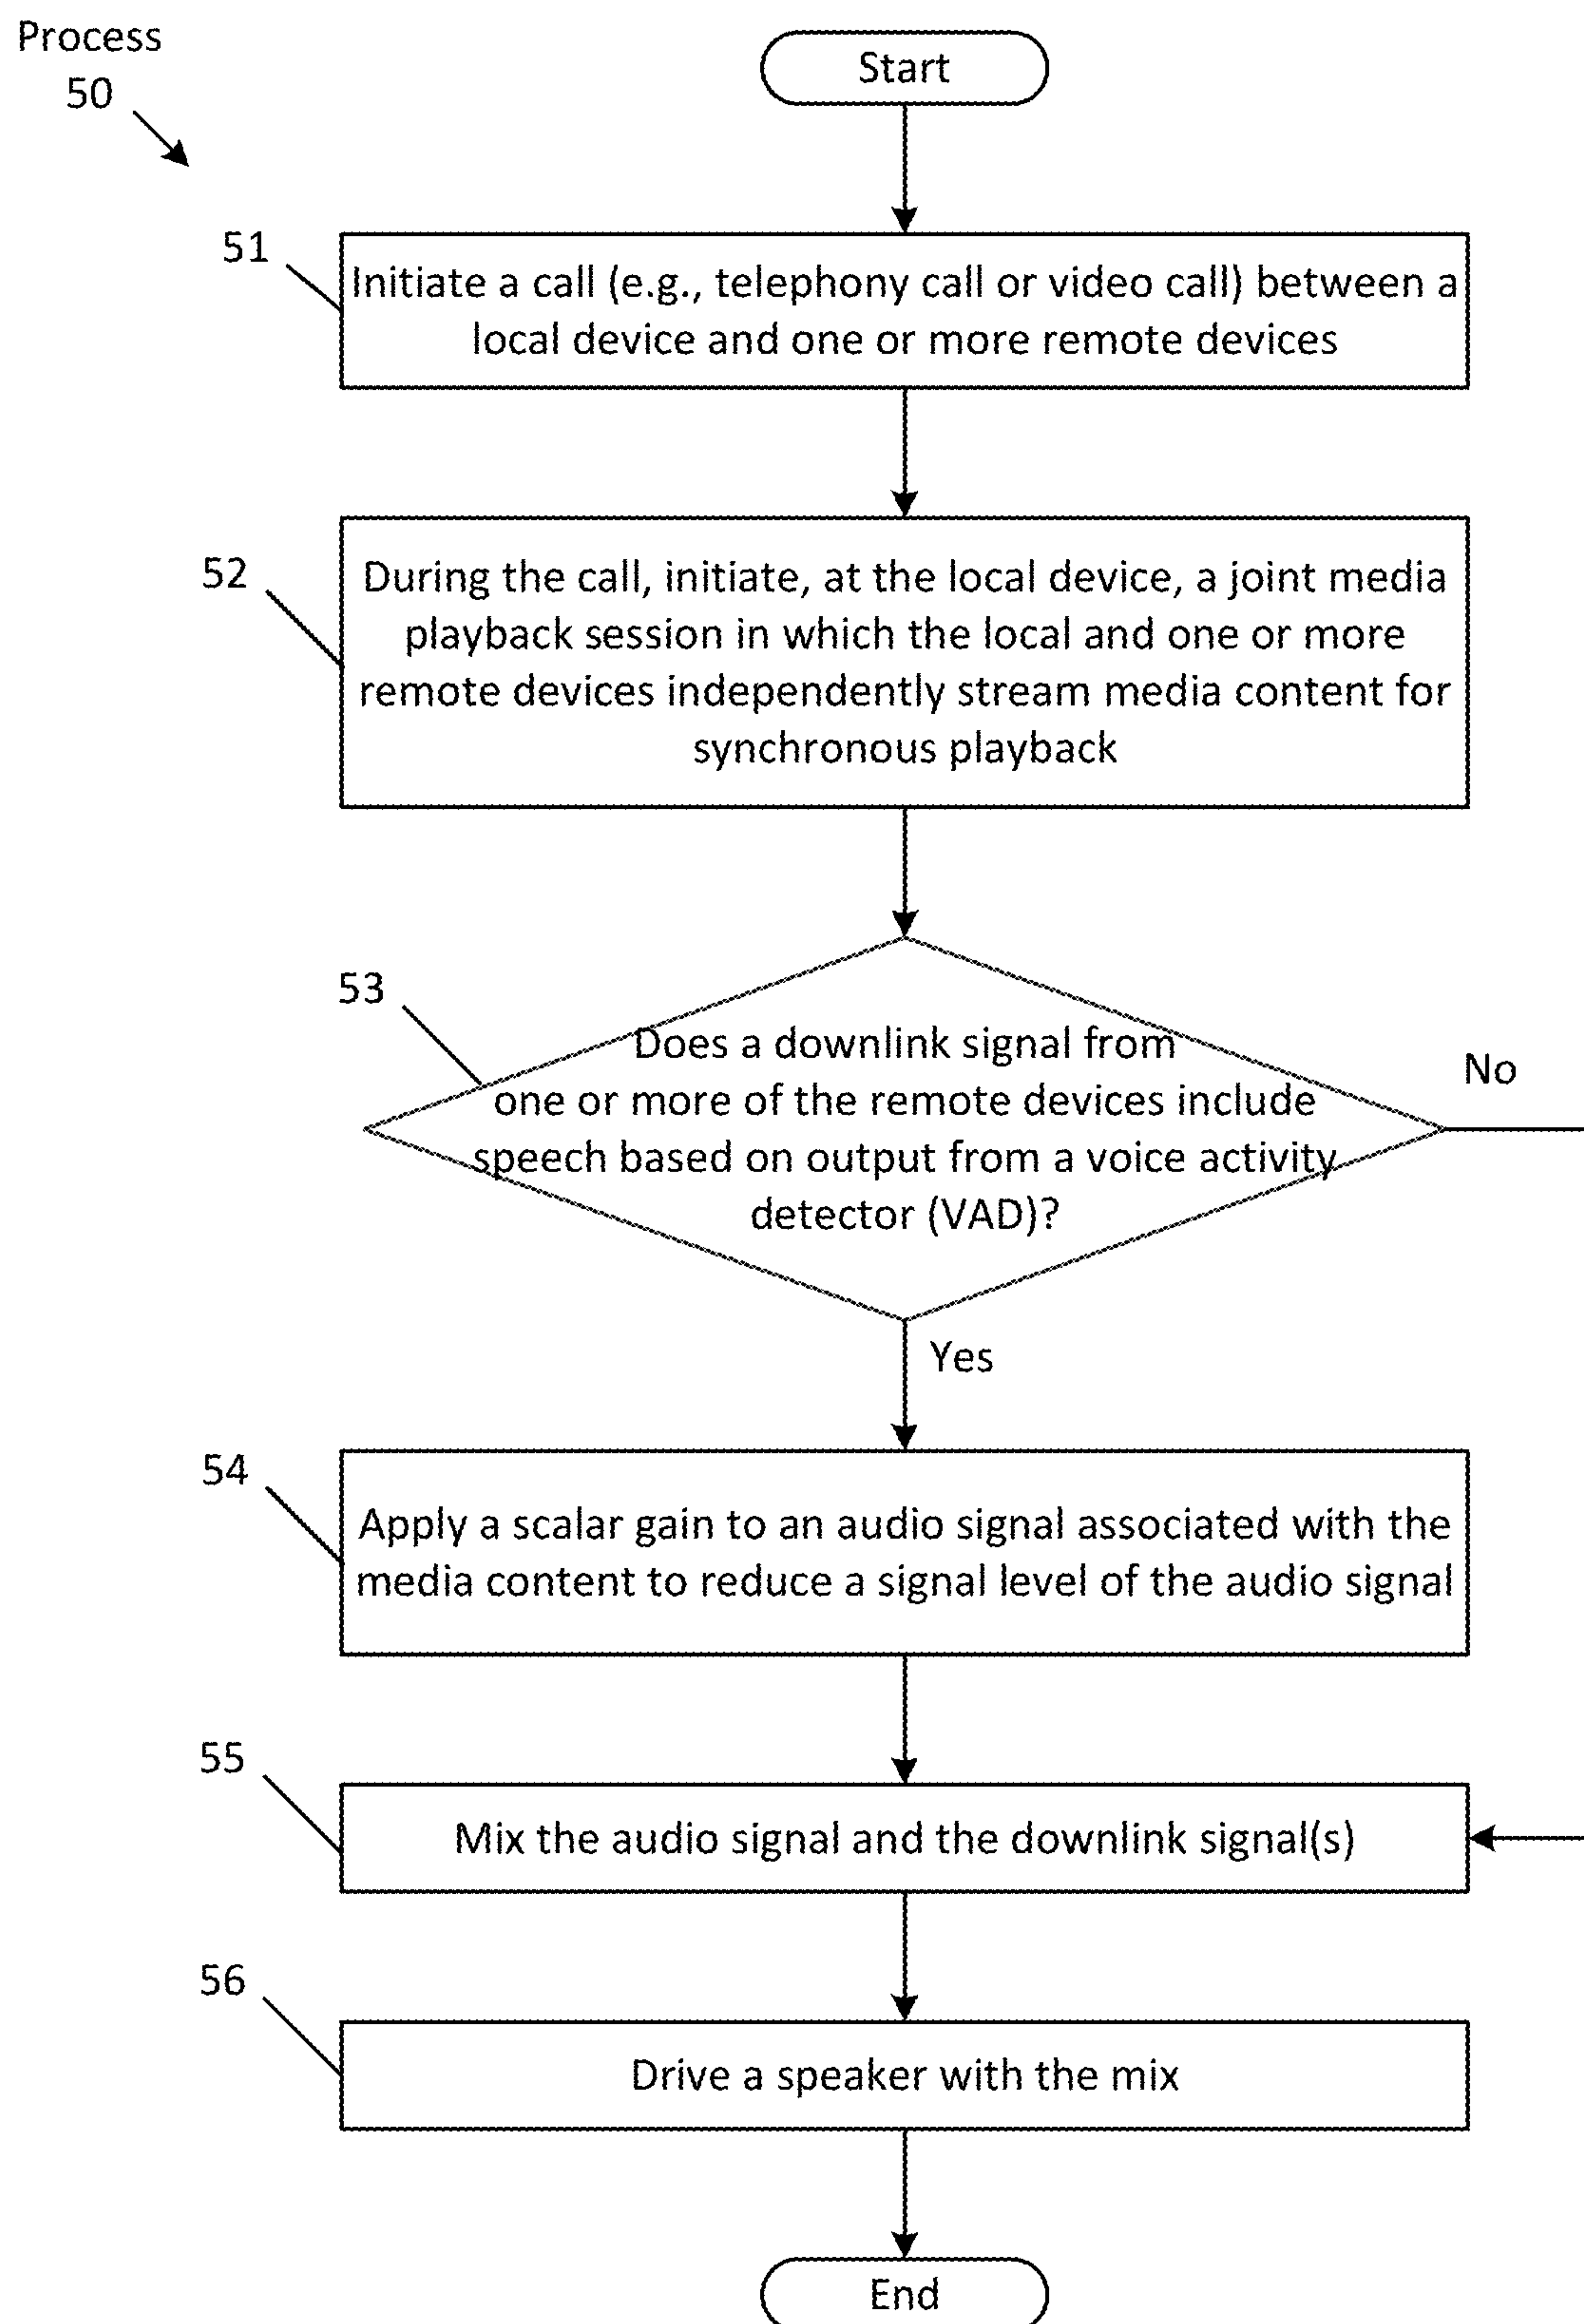 Process
50
Start
51
Initiate a call (e.g., telephony call or video call) between a
local device and one or more remote devices
52
During the call, initiate, at the local device, a joint media
playback session in which the local and one or more
remote devices independently stream media content for
synchronous playback
53
Does a downlink signal from
one or more of the remote devices include
speech based on output from a voice activity
detector (VAD)?
No
Yes
54
Apply a scalar gain to an audio signal associated with the
media content to reduce a signal level of the audio signal
55
Mix the audio signal and the downlink signal(s)
56
Drive a speaker with the mix
End